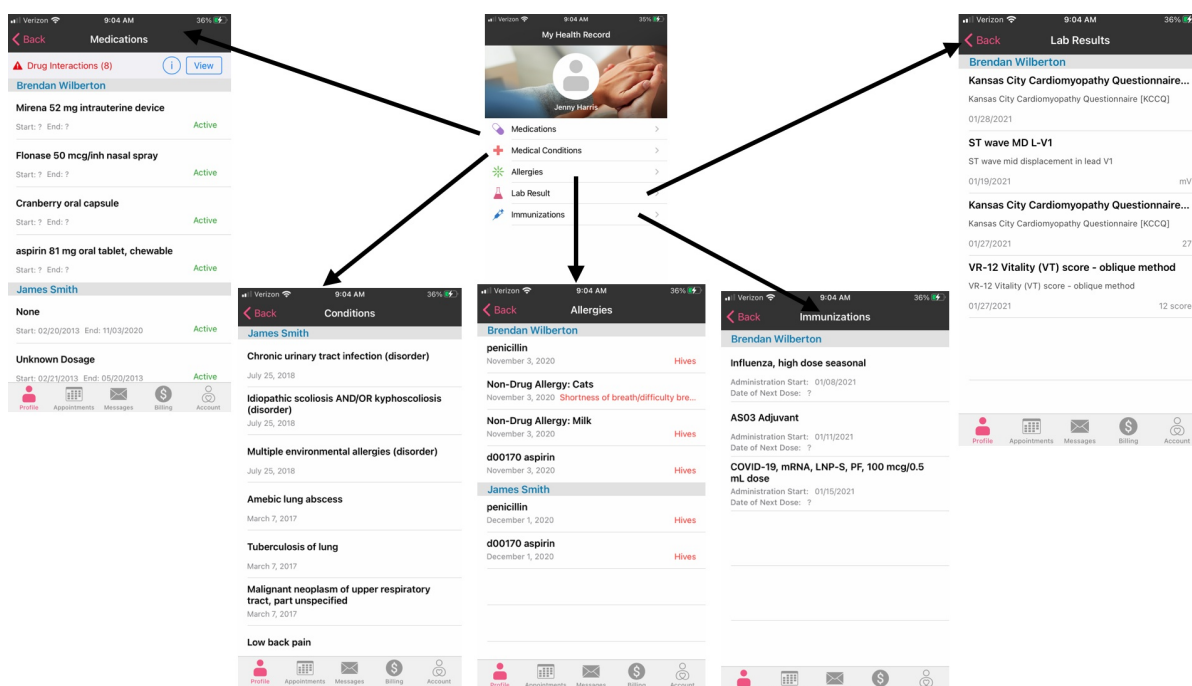 Verizon 9:04 AM 36%
Back Medications
Drug Interactions (8) i View
Brendan Wilberton
Mirena 52 mg intrauterine device
Start: ? End: ? Active
Flonase 50 mcg/inh nasal spray
Start: ? End: ? Active
Cranberry oral capsule
Start: ? End: ? Active
aspirin 81 mg oral tablet, chewable
Start: ? End: ? Active
James Smith
None
Start: 02/20/2013 End: 11/03/2020 Active
Unknown Dosage
Start: 02/21/2013 End: 05/20/2013 Active
Profile Appointments Messages Billing Account
Verizon 9:04 AM 35%
My Health Record
Jenny Harris
Medications
Medical Conditions
Allergies
Lab Result
Immunizations
Verizon 9:04 AM 36%
Back Lab Results
Brendan Wilberton
Kansas City Cardiomyopathy Questionnaire...
Kansas City Cardiomyopathy Questionnaire [KCCQ]
01/28/2021
ST wave MD L-V1
ST wave mid displacement in lead V1
01/19/2021 mV
Kansas City Cardiomyopathy Questionnaire...
Kansas City Cardiomyopathy Questionnaire [KCCQ]
01/27/2021 27
VR-12 Vitality (VT) score - oblique method
VR-12 Vitality (VT) score - oblique method
01/27/2021 12 score
Profile Appointments Messages Billing Account
Verizon 9:04 AM 36%
Back Conditions
James Smith
Chronic urinary tract infection (disorder)
July 25, 2018
Idiopathic scoliosis AND/OR kyphoscoliosis
(disorder)
July 25, 2018
Multiple environmental allergies (disorder)
July 25, 2018
Amebic lung abscess
March 7, 2017
Tuberculosis of lung
March 7, 2017
Malignant neoplasm of upper respiratory
tract, part unspecified
March 7, 2017
Low back pain
Profile Appointments Messages Billing Account
Verizon 9:04 AM 36%
Back Allergies
Brendan Wilberton
penicillin
November 3, 2020 Hives
Non-Drug Allergy: Cats
November 3, 2020 Shortness of breath/difficulty bre...
Non-Drug Allergy: Milk
November 3, 2020 Hives
d00170 aspirin
November 3, 2020 Hives
James Smith
penicillin
December 1, 2020 Hives
d00170 aspirin
December 1, 2020 Hives
Profile Appointments Messages Billing Account
Verizon 9:04 AM 36%
Back Immunizations
Brendan Wilberton
Influenza, high dose seasonal
Administration Start: 01/08/2021
Date of Next Dose: ?
AS03 Adjuvant
Administration Start: 01/11/2021
Date of Next Dose: ?
COVID-19, mRNA, LNP-S, PF, 100 mcg/0.5
mL dose
Administration Start: 01/15/2021
Date of Next Dose: ?